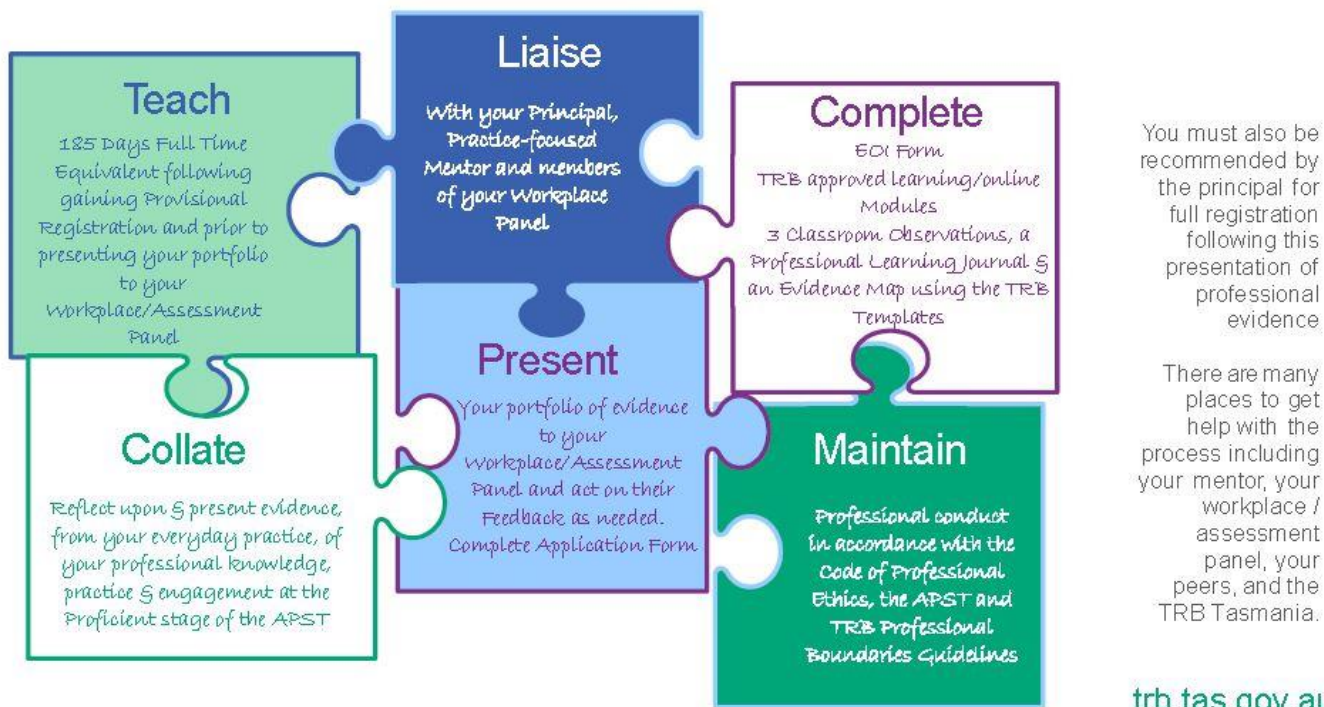 Teach
185 Days Full Time
Equivalent following
gaining Provisional
Registration and prior to
presenting your portfolio
to your
Workplace/Assessment
Panel
Liaise
With your Principal,
Practice-focused
Mentor and members
of your Workplace
Panel
Complete
EOI Form
TRB approved learning/online
Modules
3 Classroom Observations, a
Professional Learning Journal &
an Evidence Map using the TRB
Templates
Collate
Reflect upon & present evidence,
from your everyday practice, of
your professional knowledge,
practice & engagement at the
Proficient stage of the APST
Present
Your portfolio of evidence
to your
Workplace/Assessment
Panel and act on their
Feedback as needed.
Complete Application Form
Maintain
Professional conduct
in accordance with the
Code of Professional
Ethics, the APST and
TRB Professional
Boundaries Guidelines
You must also be
recommended by
the principal for
full registration
following this
presentation of
professional
evidence
There are many
places to get
help with the
process including
your mentor, your
workplace /
assessment
panel, your
peers, and the
TRB Tasmania.
trb.tas.gov.au